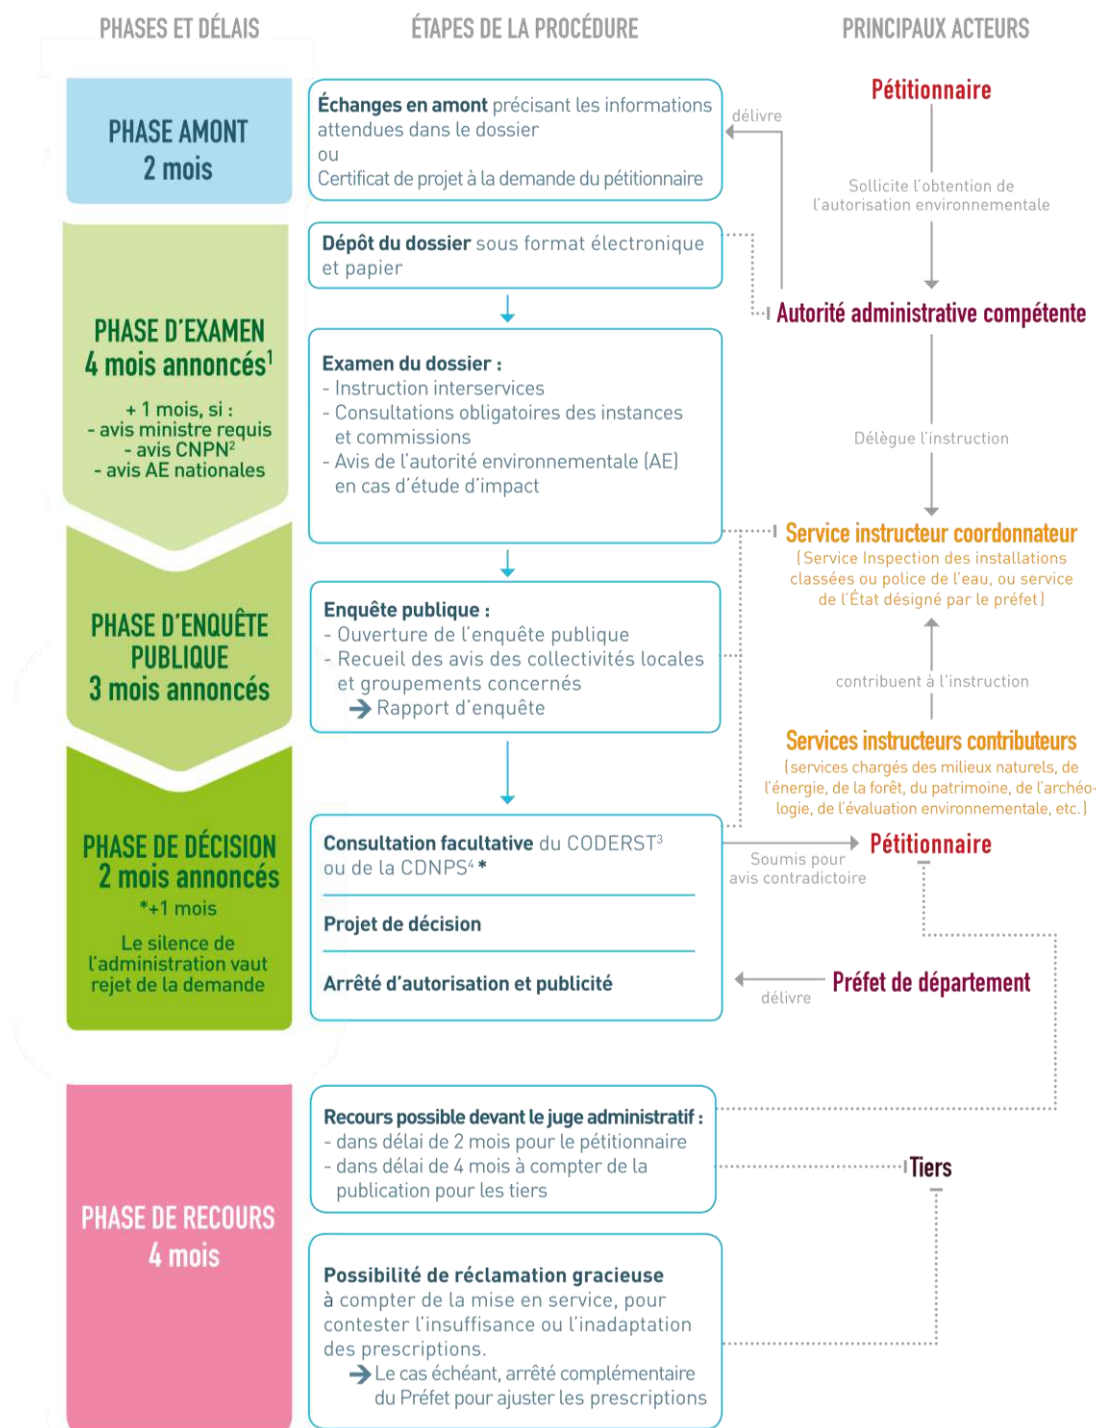 PHASES ET DÉLAIS
ÉTAPES DE LA PROCÉDURE
PRINCIPAUX ACTEURS
PHASE AMONT
2 mois
Échanges en amont précisant les informations
attendues dans le dossier
ou
Certificat de projet à la demande du pétitionnaire
délivre
Pétitionnaire
Sollicite l'obtention de
l'autorisation environnementale
Dépôt du dossier sous format électronique
et papier
Autorité administrative compétente
PHASE D'EXAMEN
4 mois annoncés¹
+ 1 mois, si :
- avis ministre requis
- avis CNPN²
- avis AE nationales
Examen du dossier :
- Instruction interservices
- Consultations obligatoires des instances
et commissions
- Avis de l'autorité environnementale (AE)
en cas d'étude d'impact
Délègue l'instruction
Service instructeur coordonnateur
(Service Inspection des installations
classées ou police de l'eau, ou service
de l'État désigné par le préfet)
PHASE D'ENQUÊTE
PUBLIQUE
3 mois annoncés
Enquête publique :
- Ouverture de l'enquête publique
- Recueil des avis des collectivités locales
et groupements concernés
➔ Rapport d'enquête
contribuent à l'instruction
Services instructeurs contributeurs
(services chargés des milieux naturels, de
l'énergie, de la forêt, du patrimoine, de l'archéo-
logie, de l'évaluation environnementale, etc.)
PHASE DE DÉCISION
2 mois annoncés
*+1 mois
Le silence de
l'administration vaut
rejet de la demande
Consultation facultative du CODERST³
ou de la CDNPS⁴ *
Projet de décision
Arrêté d'autorisation et publicité
Soumis pour
avis contradictoire
Pétitionnaire
délivre
Préfet de département
PHASE DE RECOURS
4 mois
Recours possible devant le juge administratif :
- dans délai de 2 mois pour le pétitionnaire
- dans délai de 4 mois à compter de la
publication pour les tiers
Tiers
Possibilité de réclamation gracieuse
à compter de la mise en service, pour
contester l'insuffisance ou l'inadaptation
des prescriptions.
➔ Le cas échéant, arrêté complémentaire
du Préfet pour ajuster les prescriptions